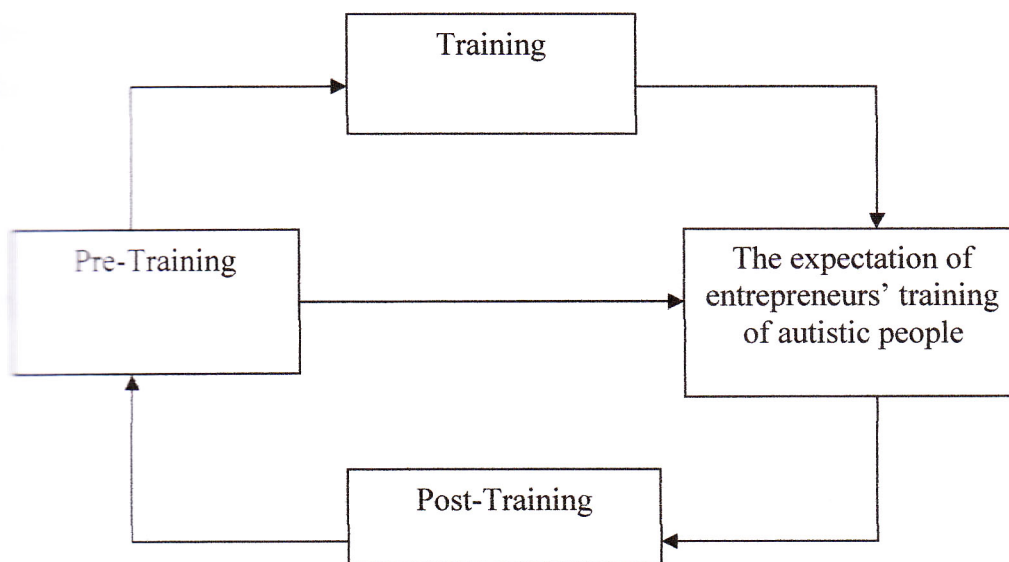 Training
Pre-Training
The expectation of
entrepreneurs’ training
of autistic people
Post-Training